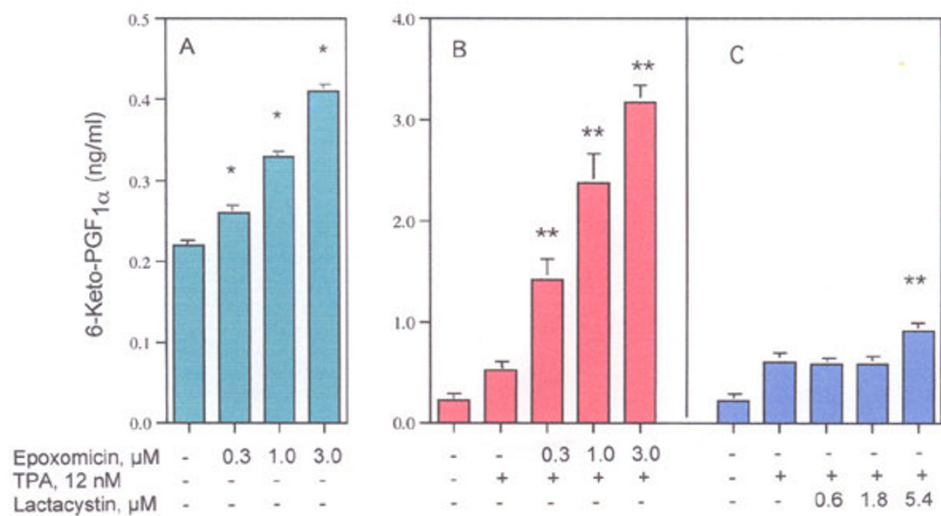 A
B
C
6-Keto-PGF1α (ng/ml)
0.5
0.4
0.3
0.2
0.1
0.0
4.0
3.0
2.0
1.0
0.0
* * *
** ** **
**
Epoxomicin, µM - 0.3 1.0 3.0 - - 0.3 1.0 3.0 - - - - -
TPA, 12 nM - - - - - + + + + - + + + +
Lactacystin, µM - - - - - - - - - - - 0.6 1.8 5.4